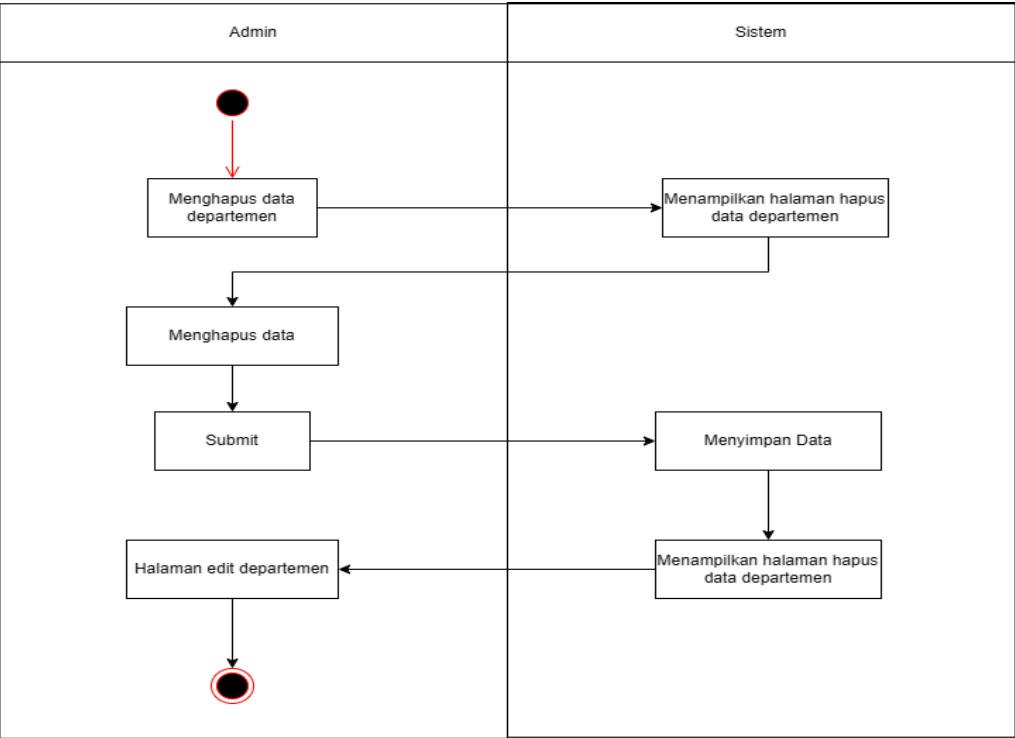 Admin
Sistem
Menghapus data
departemen
Menampilkan halaman hapus
data departemen
Menghapus data
Submit
Menyimpan Data
Halaman edit departemen
Menampilkan halaman hapus
data departemen